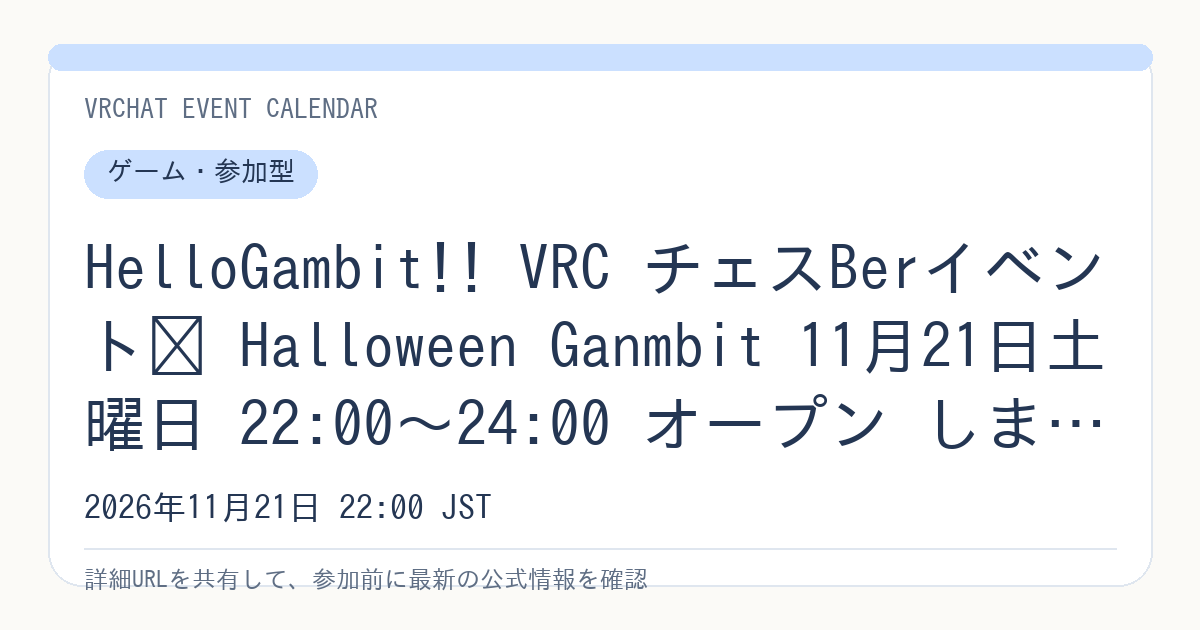 VRCHAT EVENT CALENDAR
ゲーム・参加型
HelloGambit!! VRC チェスBerイベン
ト Halloween Ganmbit 11月21日土
曜日 22:00〜24:00 オープン しま…
2026年11月21日 22:00 JST
詳細URLを共有して、参加前に最新の公式情報を確認